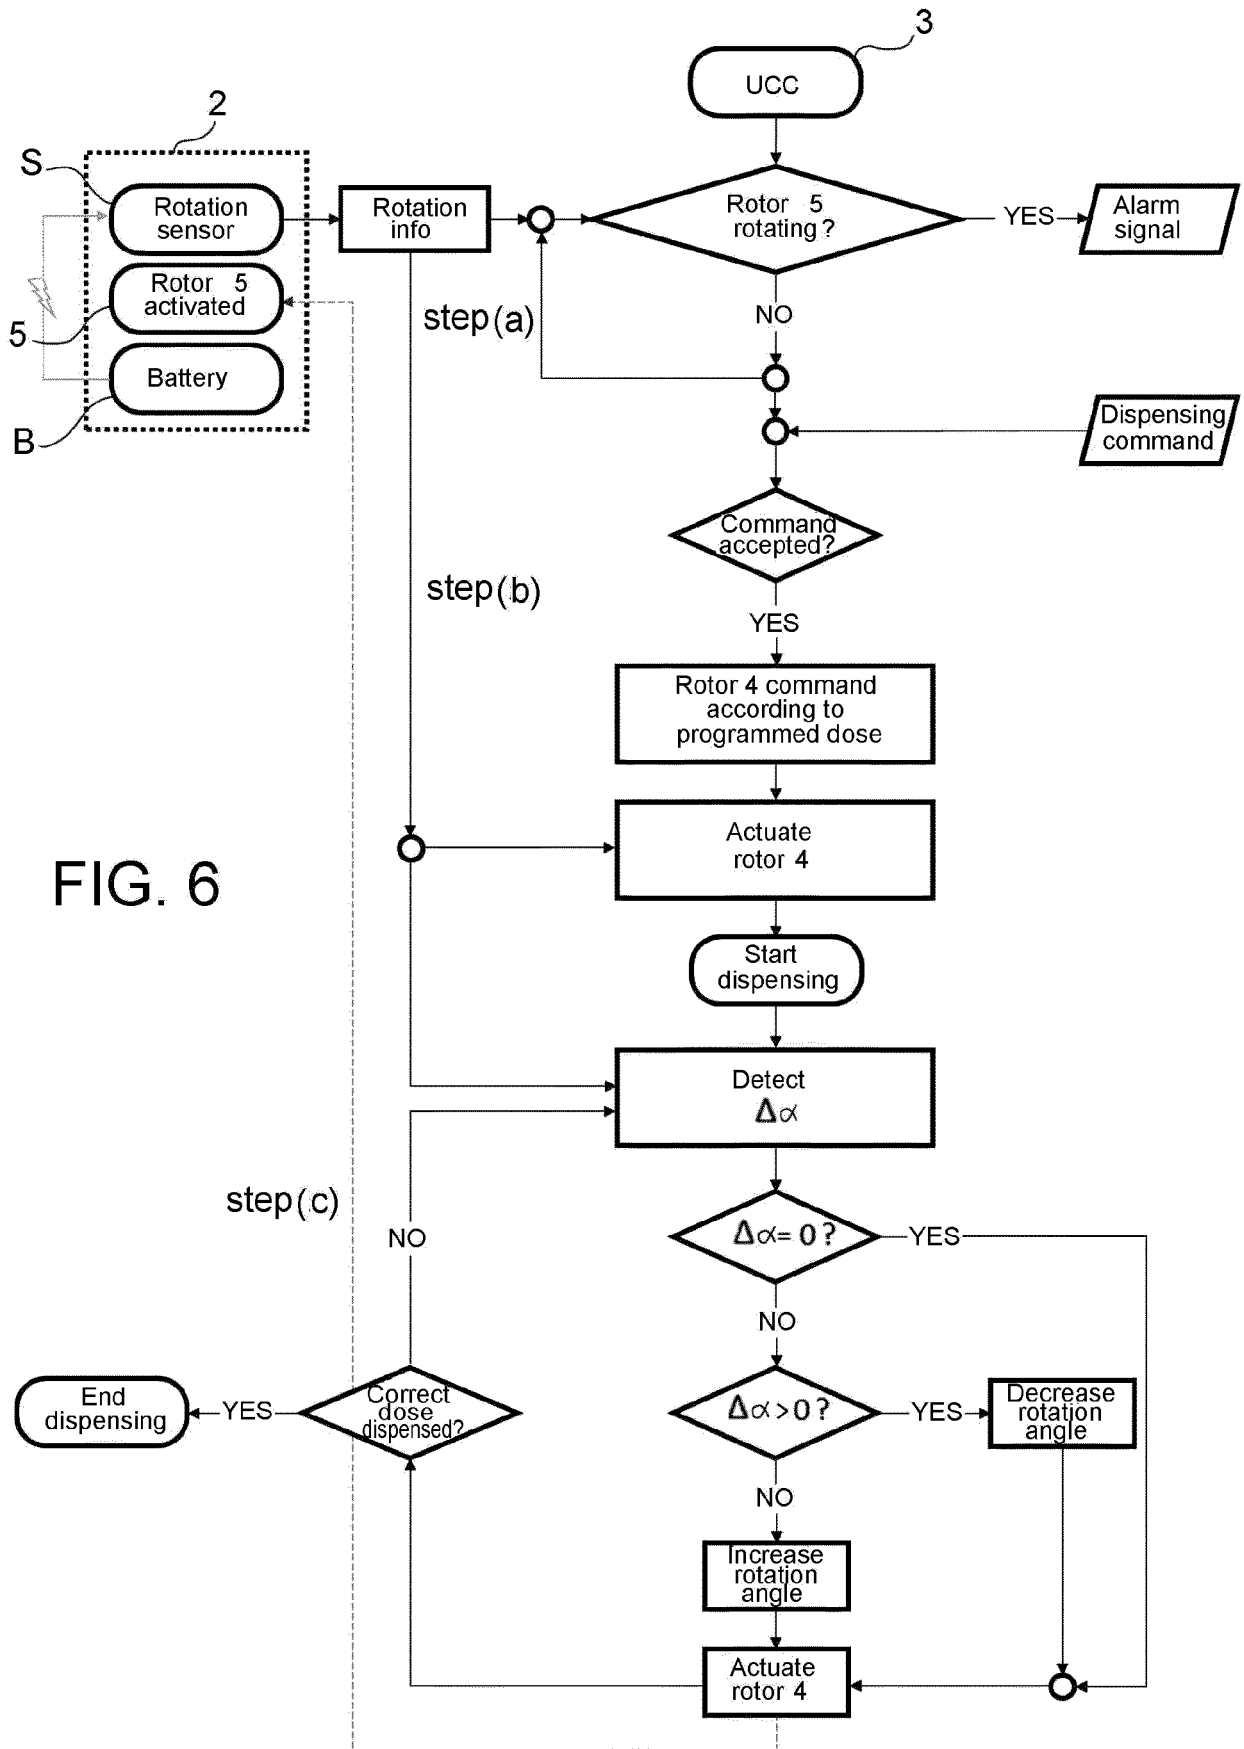 3
UCC
2
S
Rotation
sensor
Rotation
info
Rotor 5
rotating?
YES
Alarm
signal
Rotor 5
activated
5
step(a)
NO
Battery
B
Dispensing
command
Command
accepted?
step(b)
YES
Rotor 4 command
according to
programmed dose
Actuate
rotor 4
FIG. 6
Start
dispensing
Detect
Δα
step(c)
NO
Δα=0?
YES
NO
End
dispensing
YES
Correct
dose
dispensed?
Δα>0?
YES
Decrease
rotation
angle
NO
Increase
rotation
angle
Actuate
rotor 4